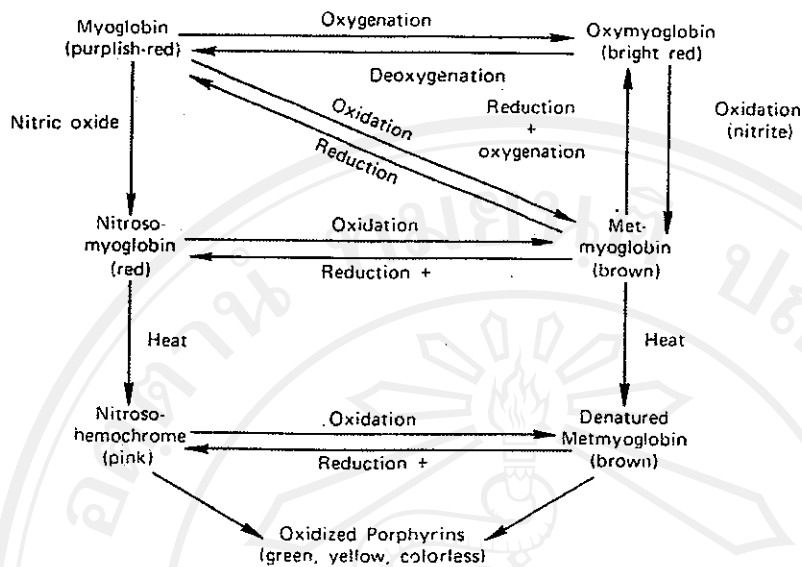 Myoglobin
(purplish-red)
Oxygenation
Oxymyoglobin
(bright red)
Deoxygenation
Nitric oxide
Oxidation
Reduction
Reduction
+
oxygenation
Oxidation
(nitrite)
Nitroso-
myoglobin
(red)
Oxidation
Reduction +
Met-
myoglobin
(brown)
Heat
Heat
Nitroso-
hemochrome
(pink)
Oxidation
Reduction +
Denatured
Metmyoglobin
(brown)
Oxidized Porphyrins
(green, yellow, colorless)